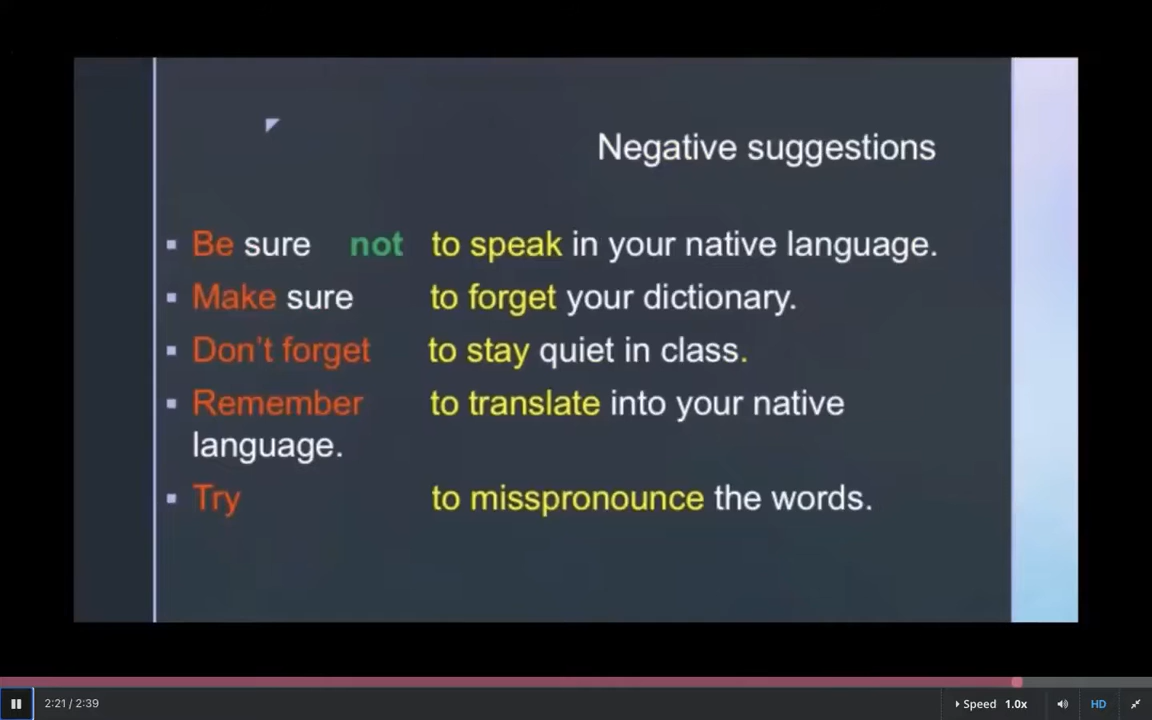 Negative suggestions
▪ Be sure not to speak in your native language.
▪ Make sure to forget your dictionary.
▪ Don't forget to stay quiet in class.
▪ Remember to translate into your native
language.
▪ Try to misspronounce the words.
2:21 / 2:39 Speed 1.0x HD